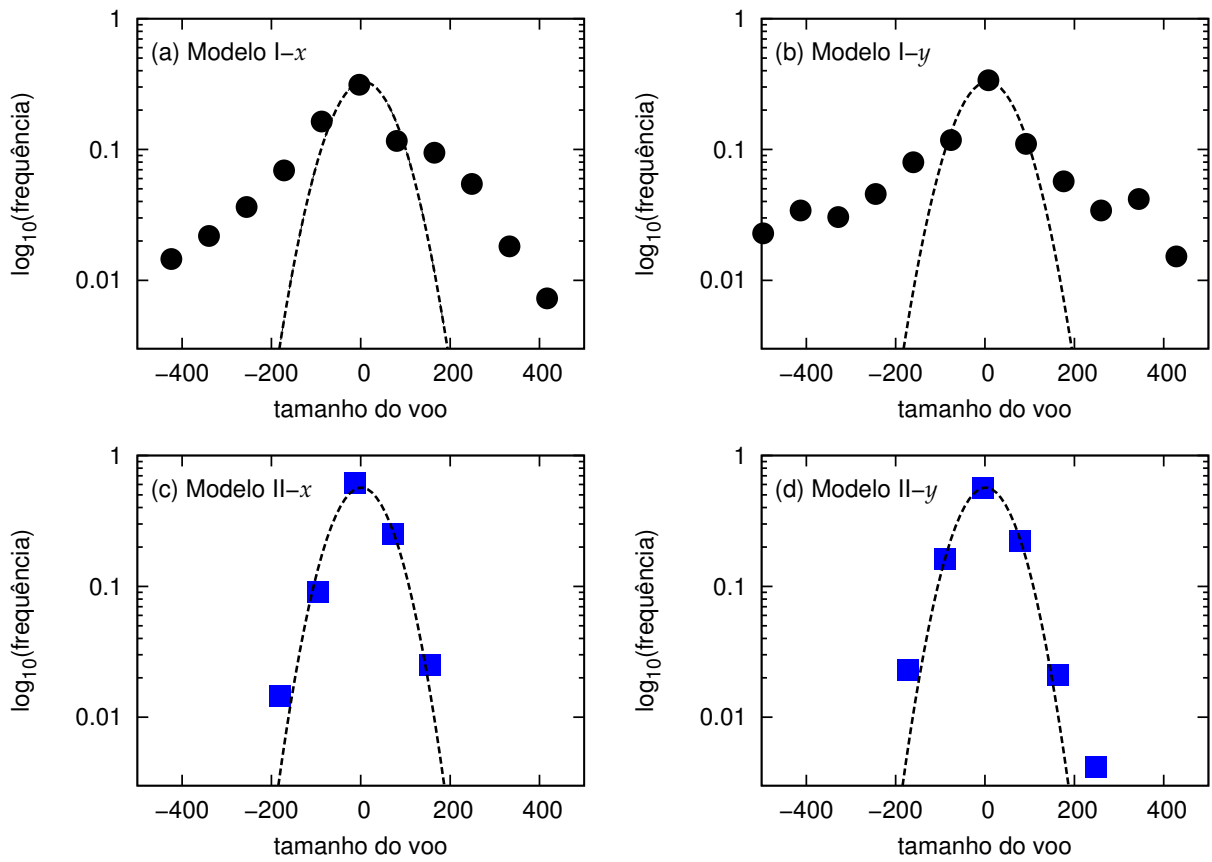 1
(a) Modelo I−x
0.1
0.01
log10(frequência)
−400 −200 0 200 400
tamanho do voo
1
(b) Modelo I−y
0.1
0.01
log10(frequência)
−400 −200 0 200 400
tamanho do voo
1
(c) Modelo II−x
0.1
0.01
log10(frequência)
−400 −200 0 200 400
tamanho do voo
1
(d) Modelo II−y
0.1
0.01
log10(frequência)
−400 −200 0 200 400
tamanho do voo